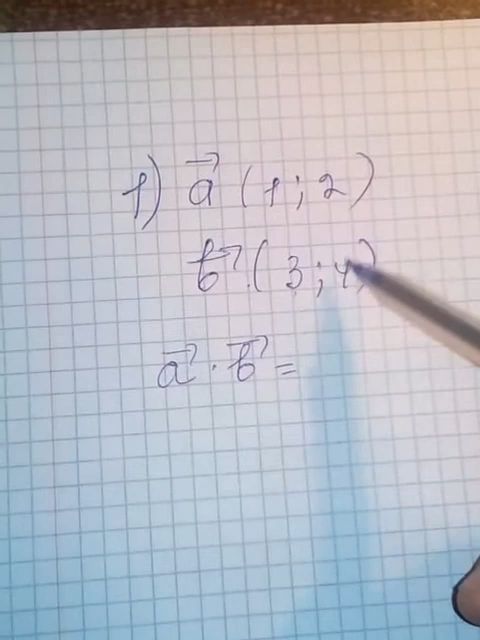 1) a⃗ (1; 2)
b⃗ (3; 4)
a⃗ · b⃗ =